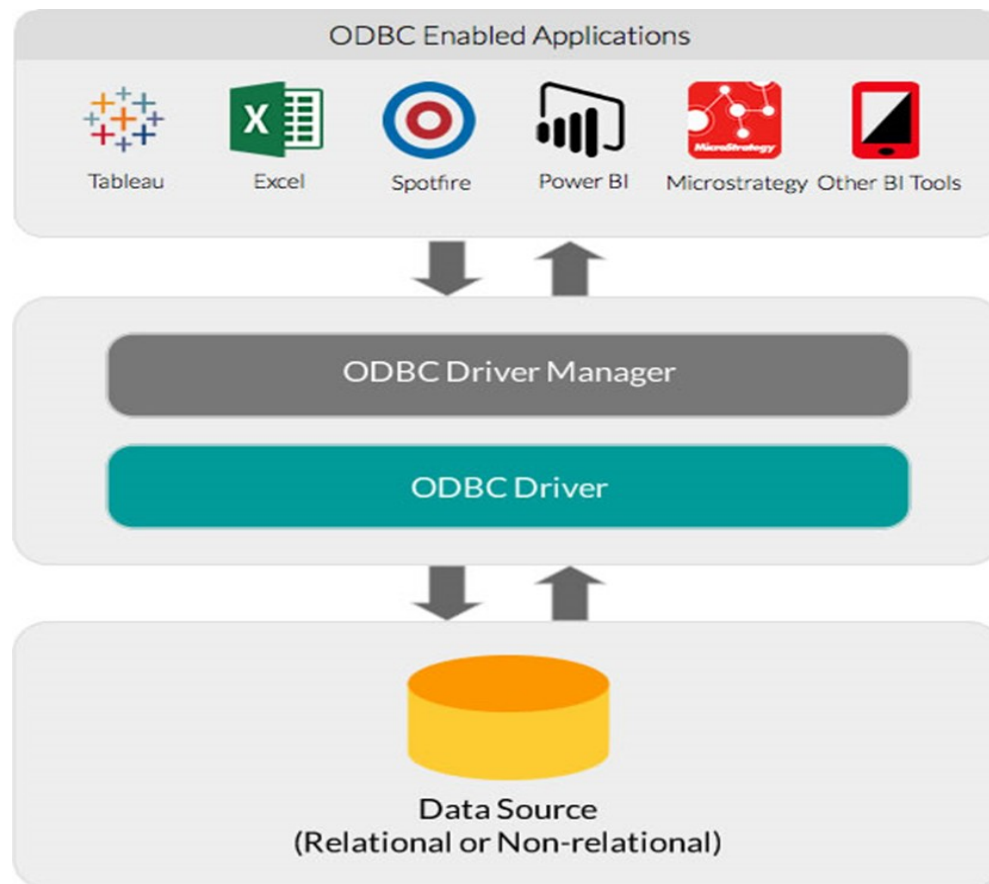 ODBC Enabled Applications
X
MicroStrategy
Tableau Excel Spotfire Power BI Microstrategy Other BI Tools
ODBC Driver Manager
ODBC Driver
Data Source
(Relational or Non-relational)